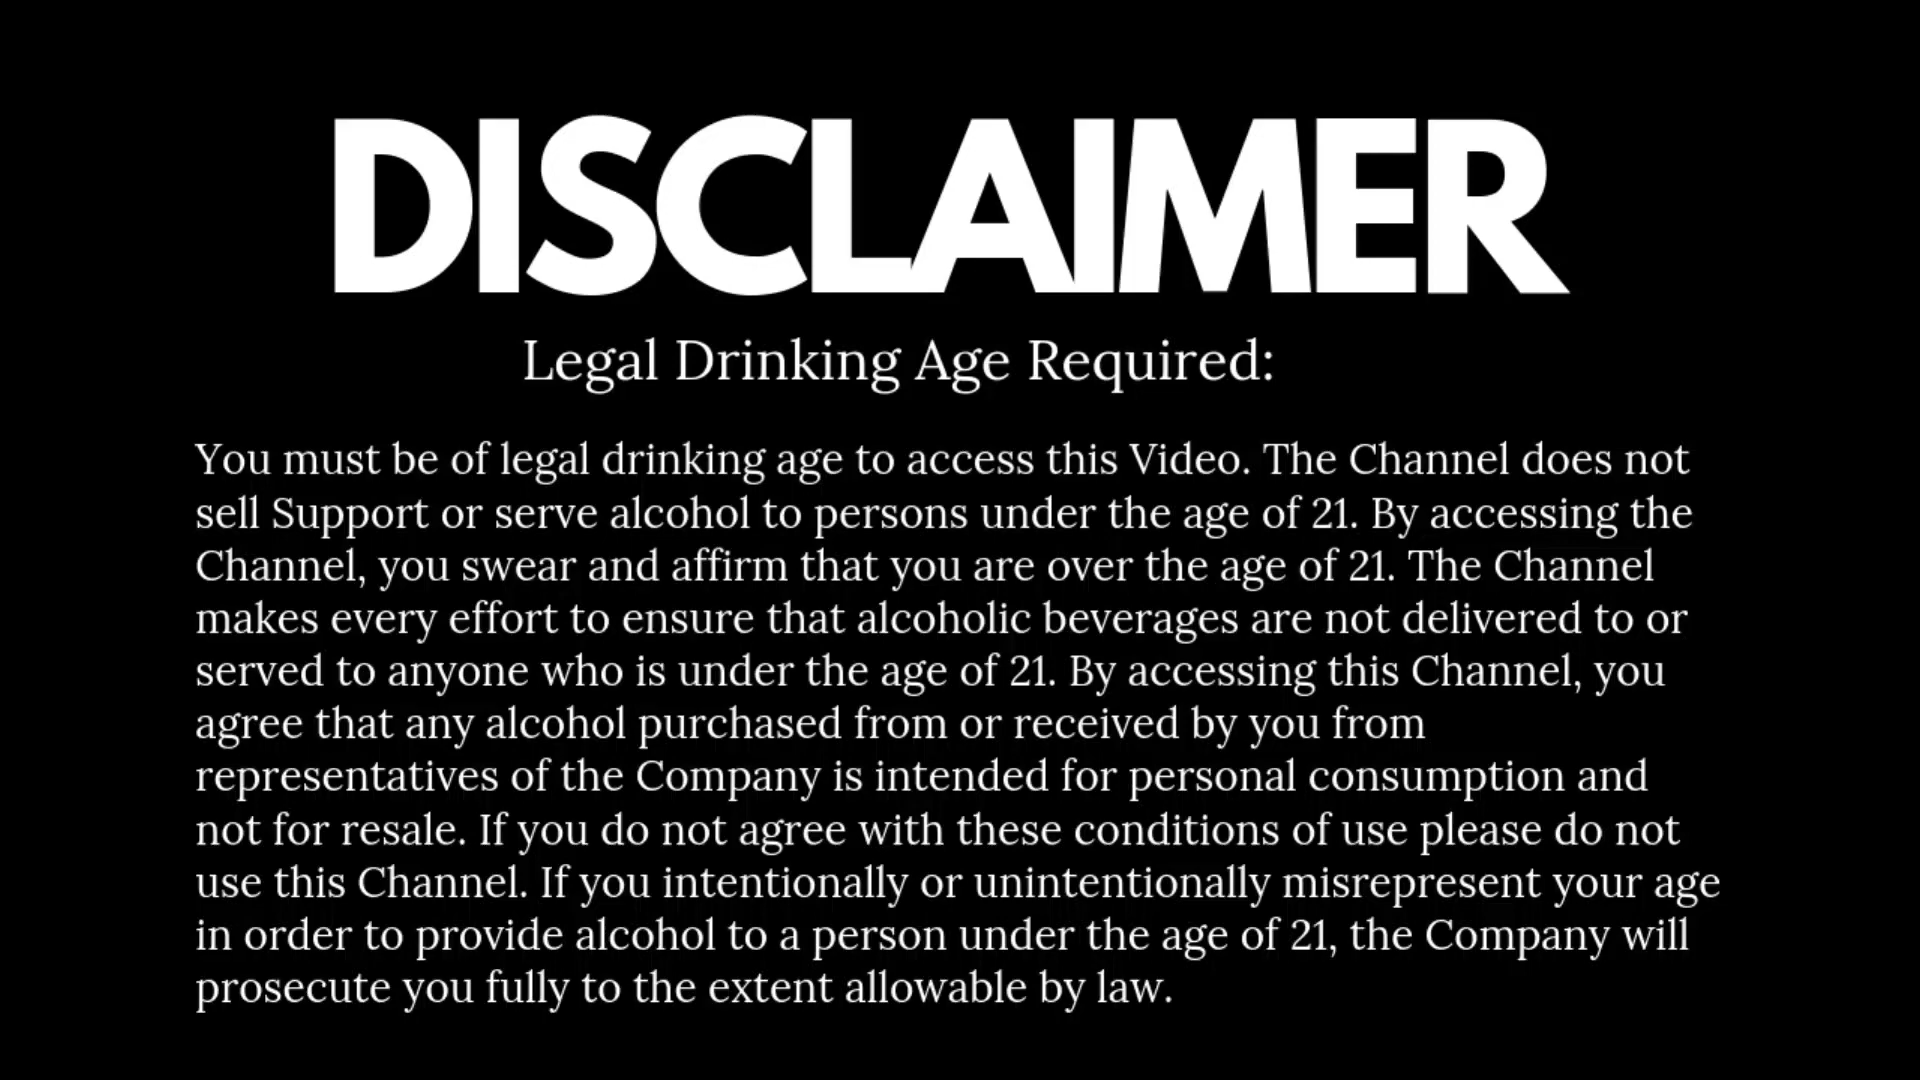 DISCLAIMER
Legal Drinking Age Required:
You must be of legal drinking age to access this Video. The Channel does not
sell Support or serve alcohol to persons under the age of 21. By accessing the
Channel, you swear and affirm that you are over the age of 21. The Channel
makes every effort to ensure that alcoholic beverages are not delivered to or
served to anyone who is under the age of 21. By accessing this Channel, you
agree that any alcohol purchased from or received by you from
representatives of the Company is intended for personal consumption and
not for resale. If you do not agree with these conditions of use please do not
use this Channel. If you intentionally or unintentionally misrepresent your age
in order to provide alcohol to a person under the age of 21, the Company will
prosecute you fully to the extent allowable by law.